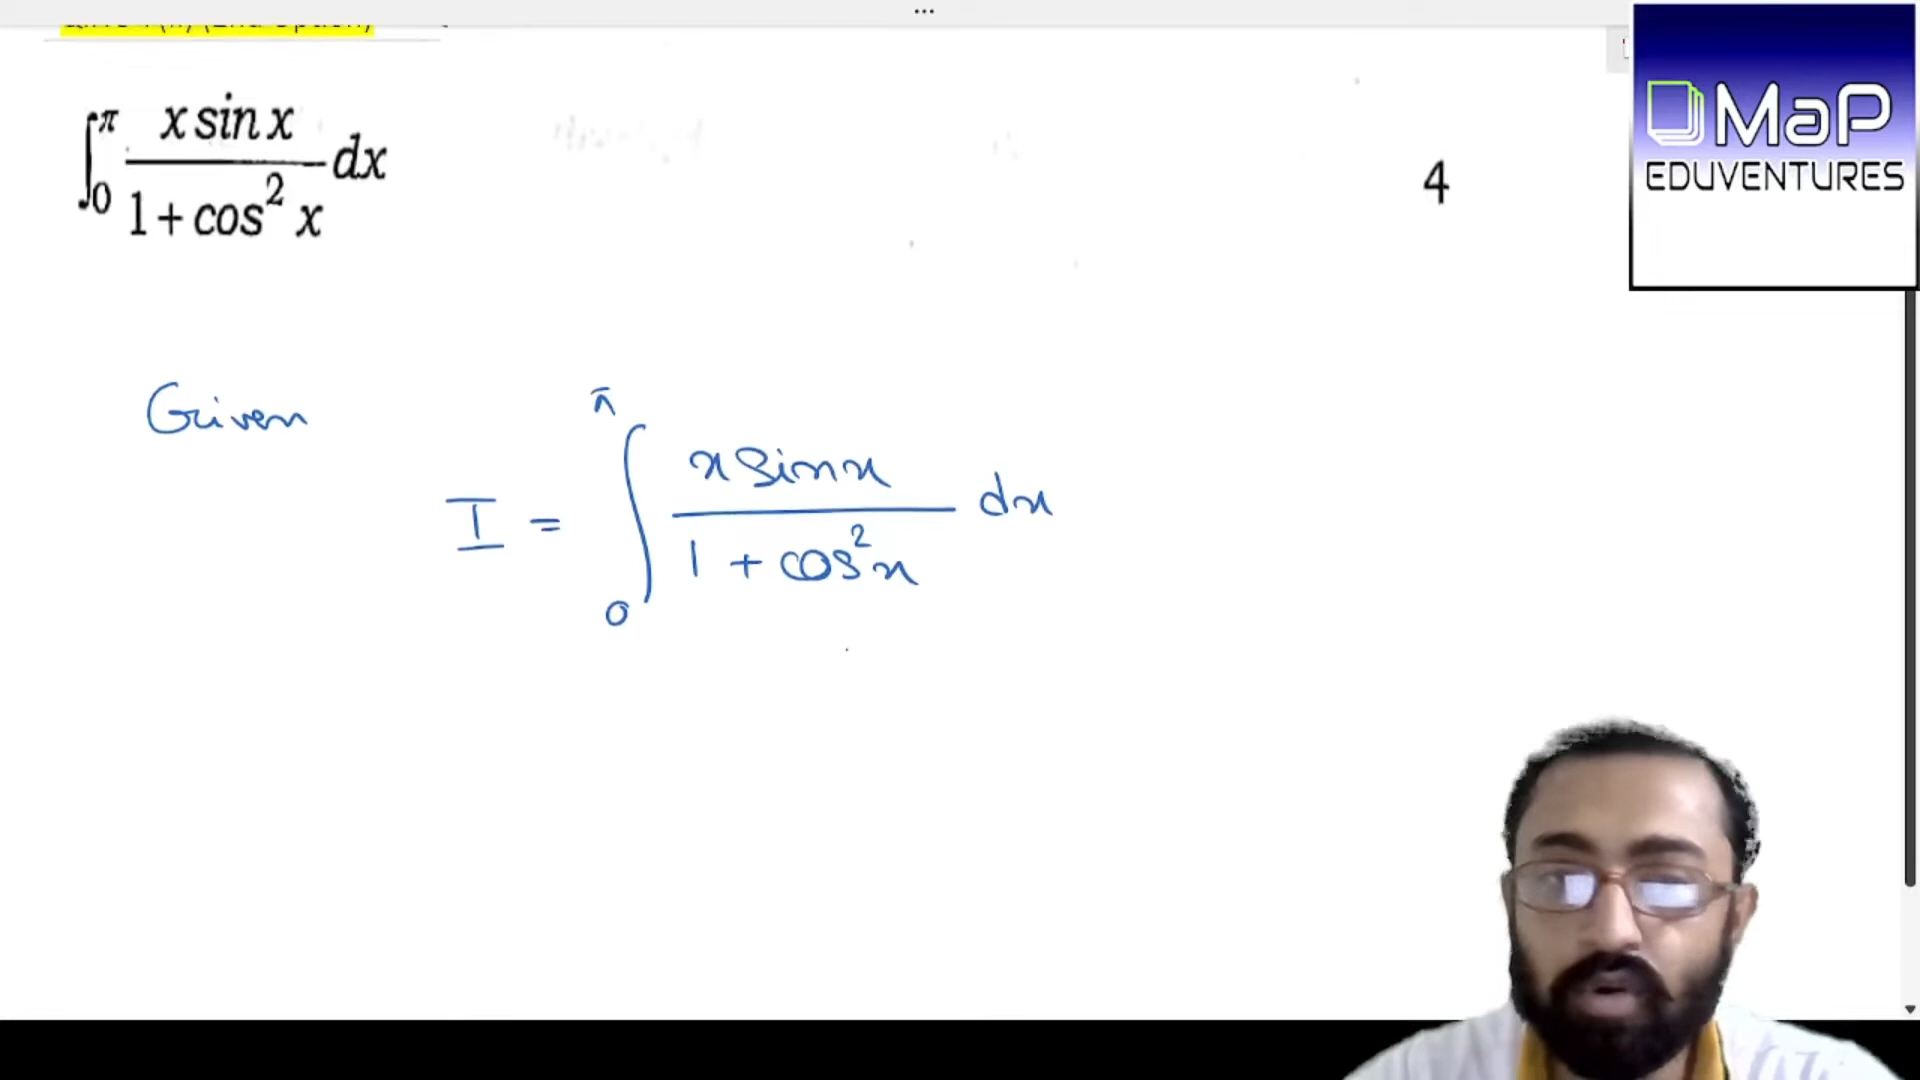 ...
∫₀^π (x sin x)/(1 + cos² x) dx
4
MaP
EDUVENTURES
Given
I = ∫₀^π (x sin x)/(1 + cos² x) dx